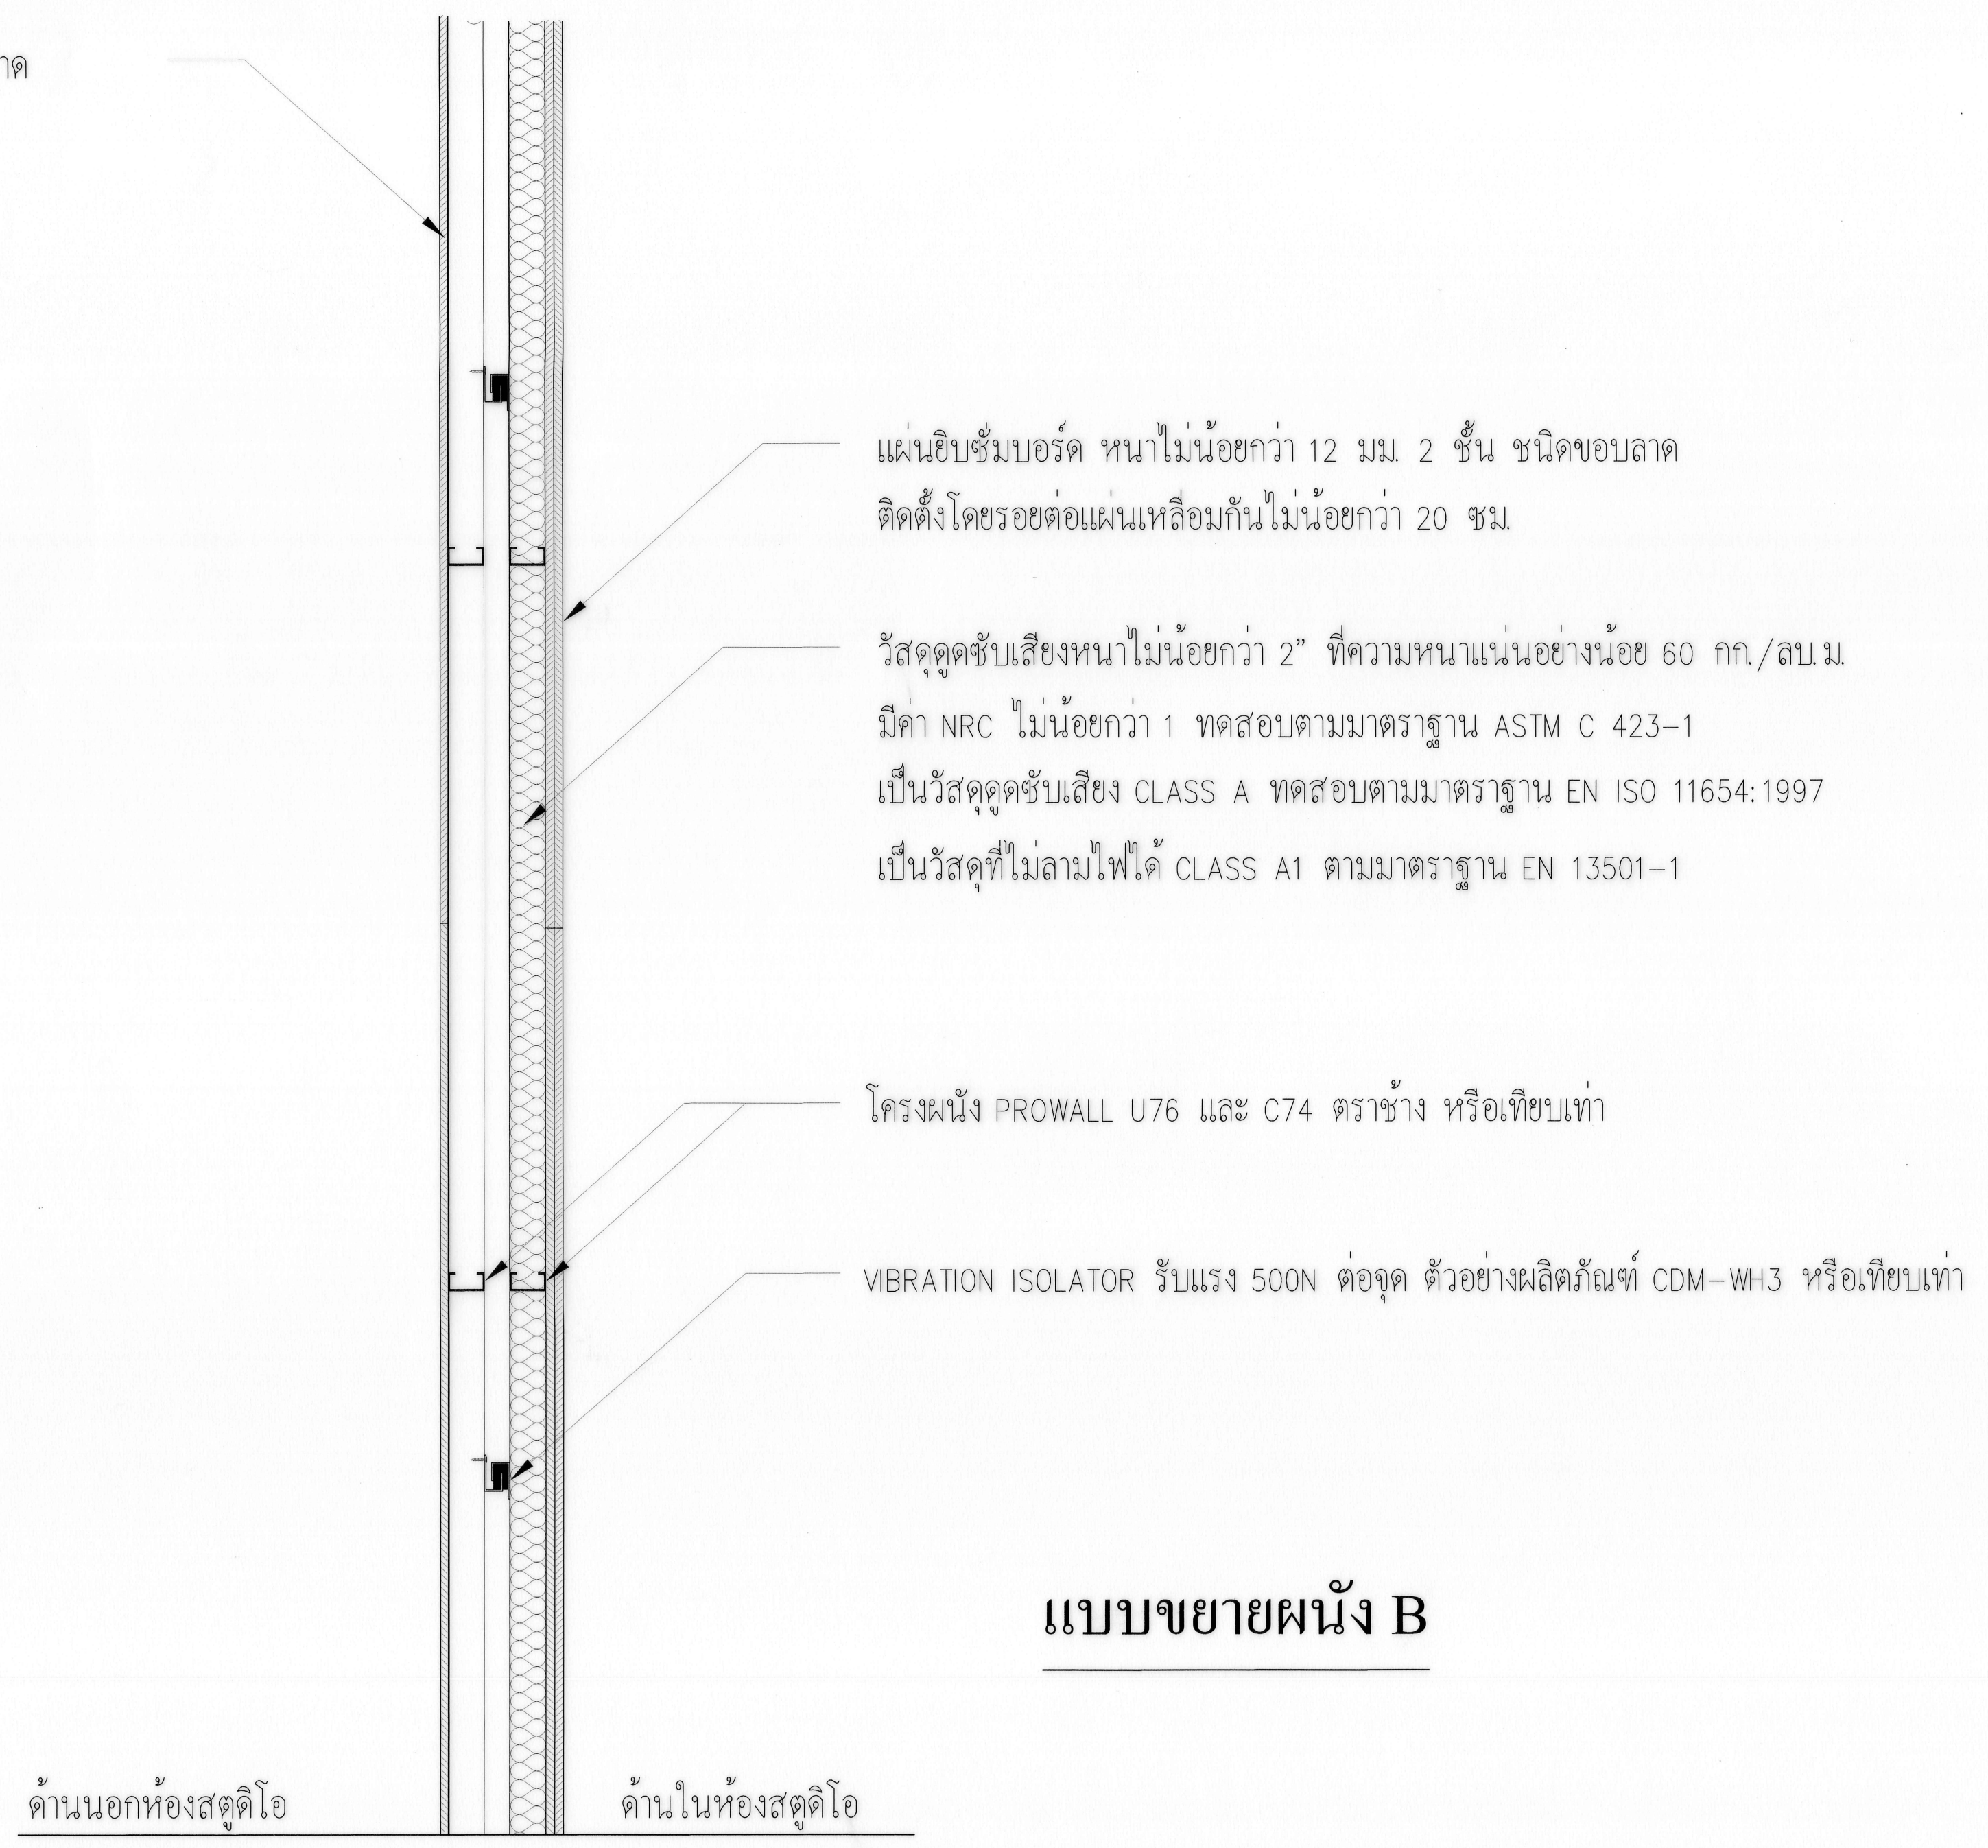 าด
แผ่นยิบซั่มบอร์ด หนาไม่น้อยกว่า 12 มม. 2 ชั้น ชนิดขอบลาด
ติดตั้งโดยรอยต่อแผ่นเหลื่อมกันไม่น้อยกว่า 20 ซม.
วัสดุดูดซับเสียงหนาไม่น้อยกว่า 2” ที่ความหนาแน่นอย่างน้อย 60 กก./ลบ.ม.
มีค่า NRC ไม่น้อยกว่า 1 ทดสอบตามมาตราฐาน ASTM C 423-1
เป็นวัสดุดูดซับเสียง CLASS A ทดสอบตามมาตราฐาน EN ISO 11654:1997
เป็นวัสดุที่ไม่ลามไฟได้ CLASS A1 ตามมาตราฐาน EN 13501-1
โครงผนัง PROWALL U76 และ C74 ตราช้าง หรือเทียบเท่า
VIBRATION ISOLATOR รับแรง 500N ต่อจุด ตัวอย่างผลิตภัณฑ์ CDM-WH3 หรือเทียบเท่า
แบบขยายผนัง B
ด้านนอกห้องสตูดิโอ
ด้านในห้องสตูดิโอ